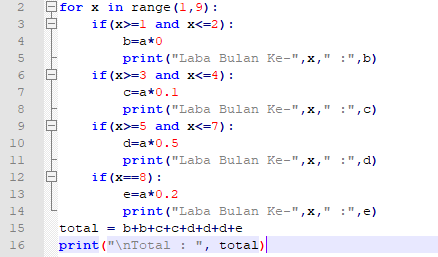 2 for x in range(1,9):
3 if(x>=1 and x<=2):
4 b=a*0
5 print("Laba Bulan Ke-",x," :",b)
6 if(x>=3 and x<=4):
7 c=a*0.1
8 print("Laba Bulan Ke-",x," :",c)
9 if(x>=5 and x<=7):
10 d=a*0.5
11 print("Laba Bulan Ke-",x," :",d)
12 if(x==8):
13 e=a*0.2
14 print("Laba Bulan Ke-",x," :",e)
15 total = b+b+c+c+d+d+d+e
16 print("\nTotal : ", total)